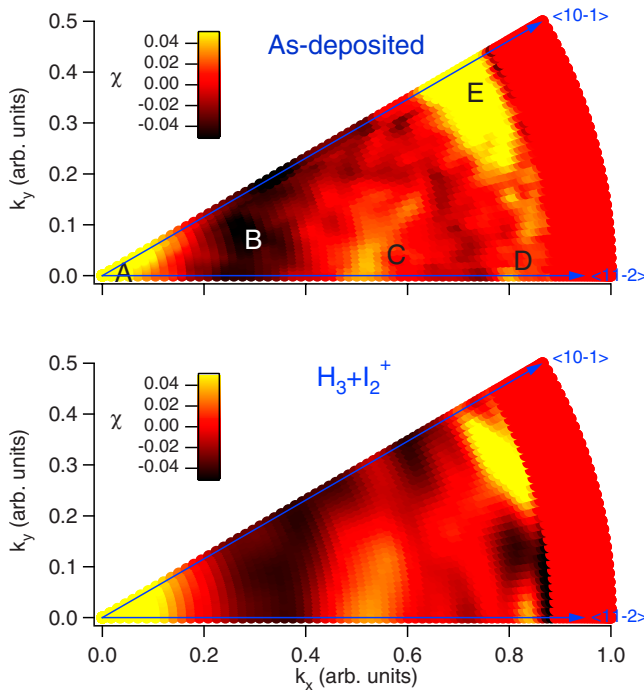 0.5
0.4
0.3
0.2
0.1
0.0
k_y (arb. units)
χ
0.04
0.02
0.00
-0.02
-0.04
As-deposited
<10-1>
A
B
C
D
E
<11-2>
0.5
0.4
0.3
0.2
0.1
0.0
k_y (arb. units)
χ
0.04
0.02
0.00
-0.02
-0.04
H_3+I_2^+
<10-1>
<11-2>
0.0 0.2 0.4 0.6 0.8 1.0
k_x (arb. units)